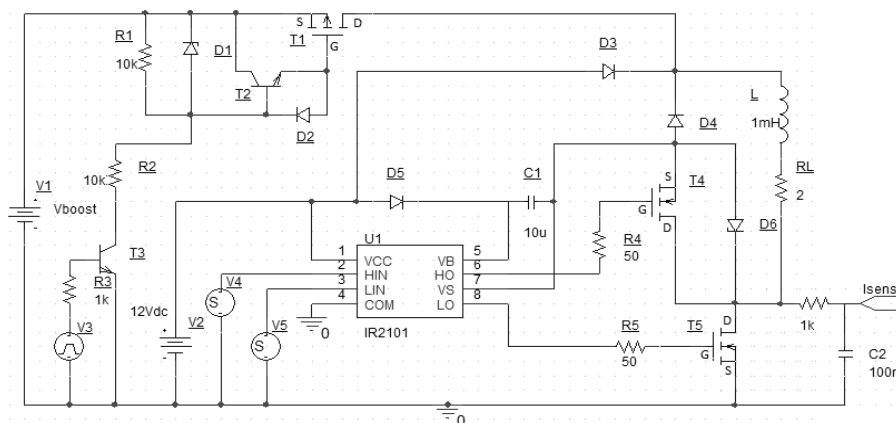 R1
10k
D1
S
D
G
T1
T2
D2
D3
L
1mH
D4
R2
10k
V1
Vboost
D5
C1
10u
S
G
D
T4
RL
2
D6
R4
50
T3
R3
1k
V3
U1
1 VCC VB 5
2 HIN HO 6
3 LIN VS 7
4 COM LO 8
IR2101
V4
S
V5
S
12Vdc
V2
0
R5
50
T5
D
G
S
1k
Isens
C2
100n
0